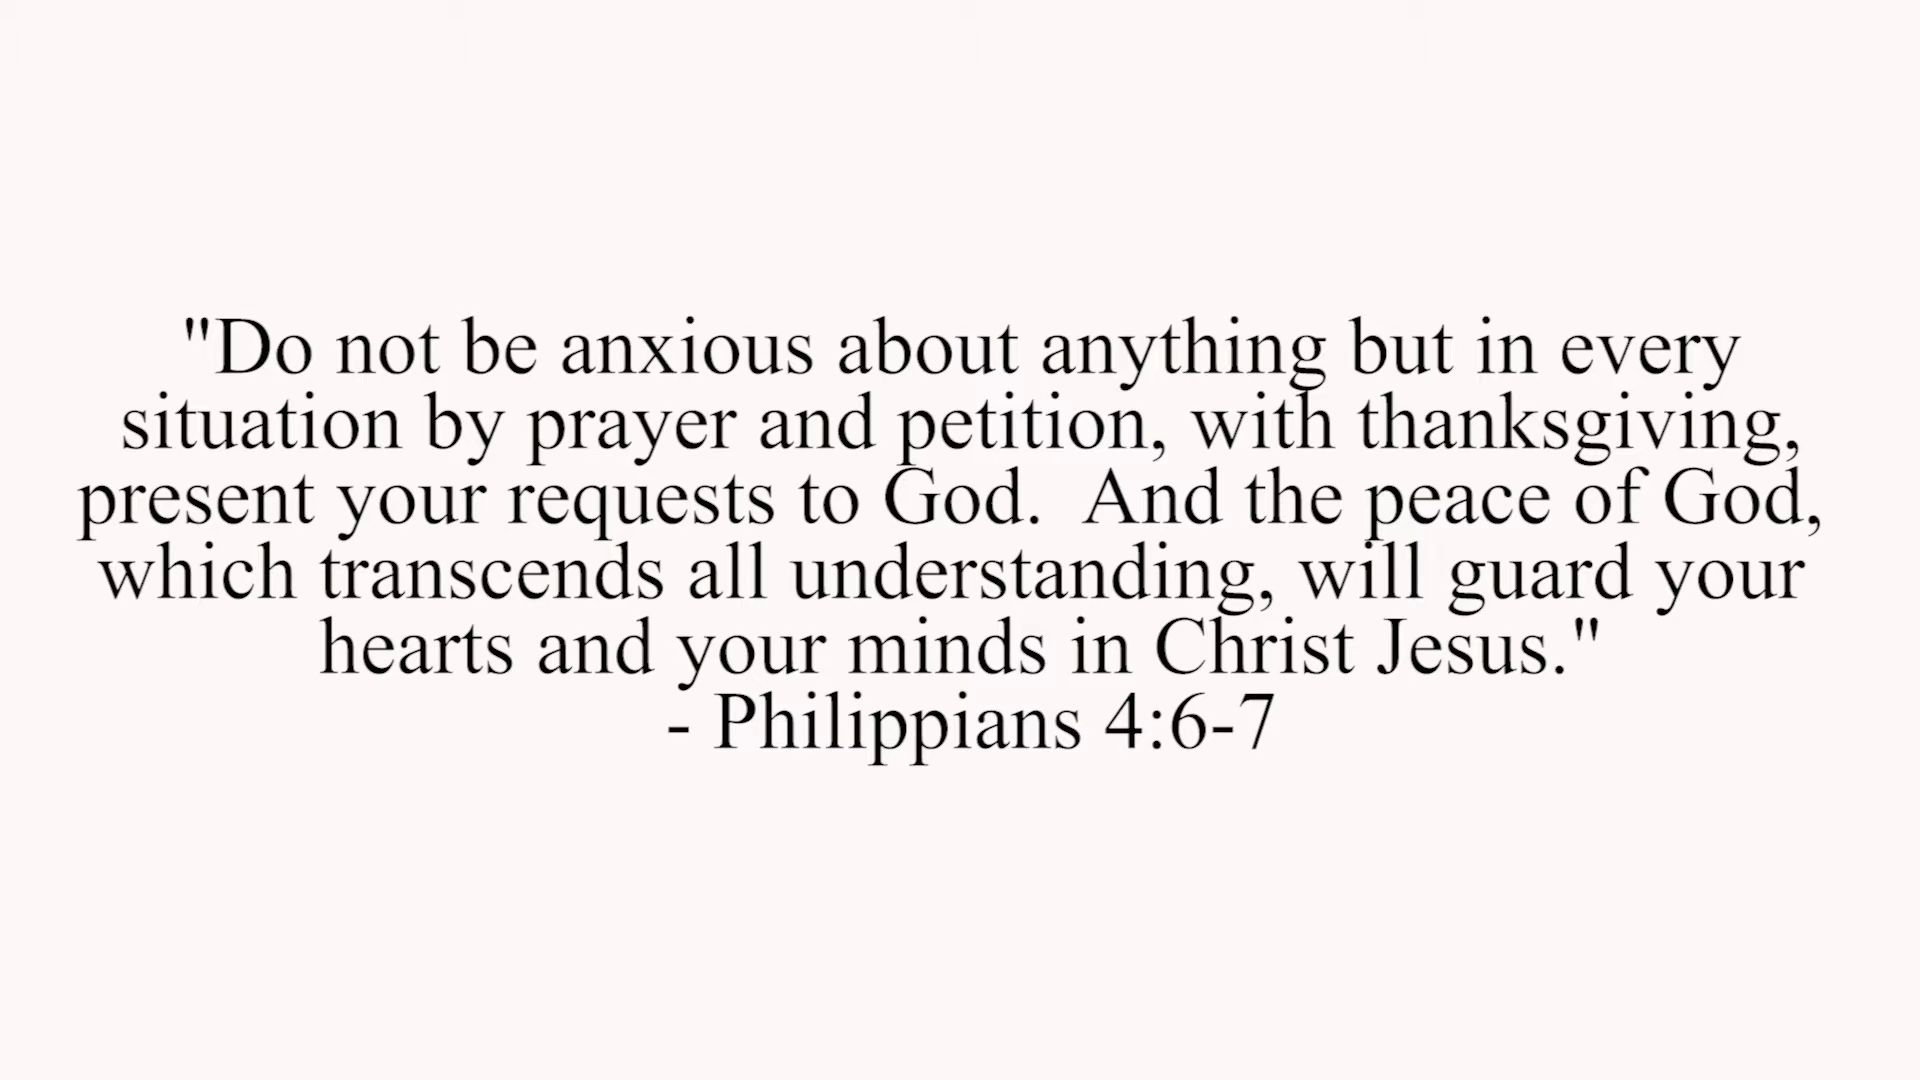 "Do not be anxious about anything but in every
situation by prayer and petition, with thanksgiving,
present your requests to God.  And the peace of God,
which transcends all understanding, will guard your
hearts and your minds in Christ Jesus."
- Philippians 4:6-7